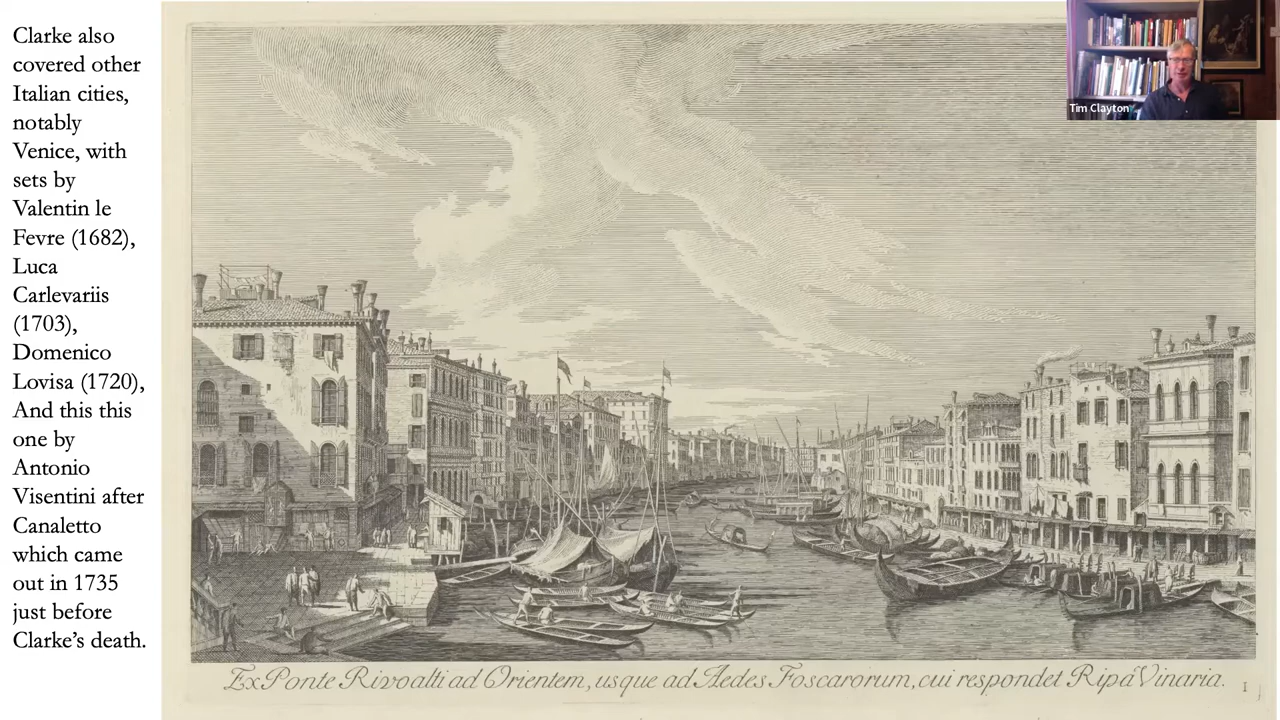 Clarke also
covered other
Italian cities,
notably
Venice, with
sets by
Valentin le
Fevre (1682),
Luca
Carlevariis
(1703),
Domenico
Lovisa (1720),
And this this
one by
Antonio
Visentini after
Canaletto
which came
out in 1735
just before
Clarke's death.
Tim Clayton
Ex Ponte Rivoalti ad Orientem, usque ad Aedes Foscarorum, cui respondet Ripa Vinaria.
I